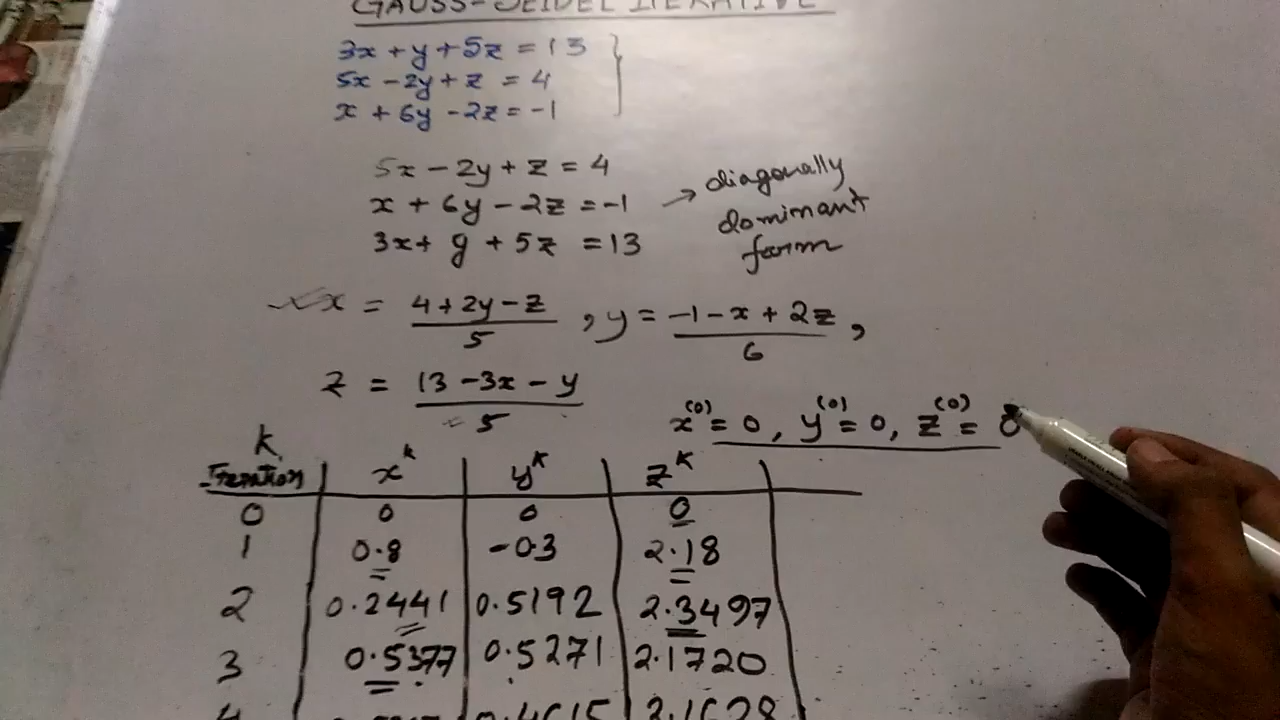 GAUSS-SEIDEL ITERATIVE
3x + y + 5z = 13
5x - 2y + z = 4
x + 6y - 2z = -1
5x - 2y + z = 4
x + 6y - 2z = -1 → diagonally dominant form
3x + y + 5z = 13
x = (4 + 2y - z)/5 , y = (-1 - x + 2z)/6 ,
z = (13 - 3x - y)/5
x^(0) = 0 , y^(0) = 0, z^(0) = 0
k
Iteration x^k y^k z^k
0 0 0 0
1 0.8 -0.3 2.18
2 0.2441 0.5192 2.3497
3 0.5377 0.5271 2.1720